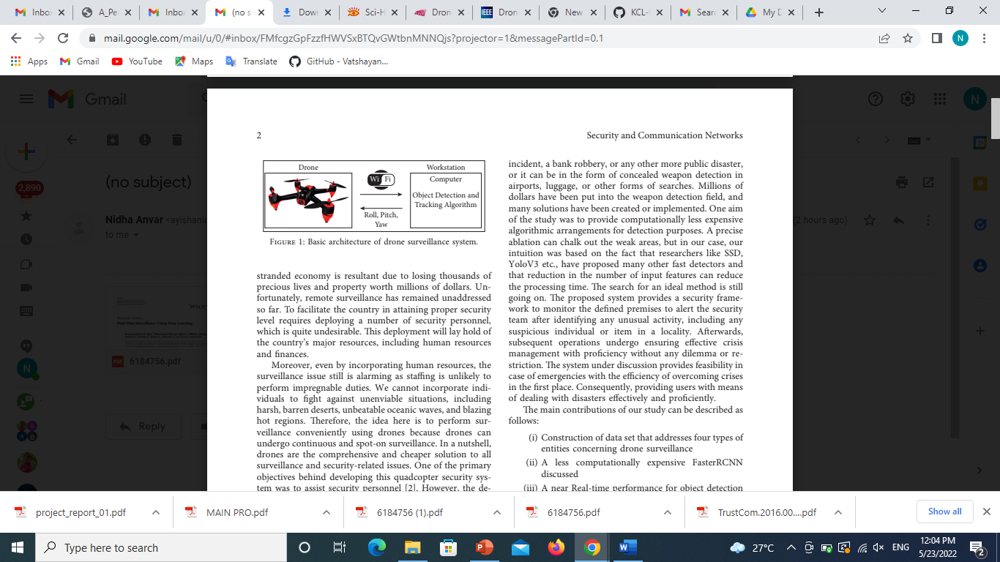 Inbo
A_Pe
Inbo
(no s
Down
Sci-H
Dron
IEEE
Dron
New
KCL-
Sear
My D
mail.google.com/mail/u/0/#inbox/FMfcgzGpFzzfHWVSxBTQvGWtbnMNNQjs?projector=1&messagePartId=0.1
N
Apps
Gmail
YouTube
Maps
Translate
GitHub - Vatshayan...
Gmail
N
2,890
(no subject)
Nidha Anvar <ayishanic
to me
2 hours ago)
PDF 6184756.pdf
Reply
N
2
Security and Communication Networks
Drone
Workstation
Wi Fi
Computer
Object Detection and
Tracking Algorithm
Roll, Pitch,
Yaw
FIGURE 1: Basic architecture of drone surveillance system.
stranded economy is resultant due to losing thousands of
precious lives and property worth millions of dollars. Un-
fortunately, remote surveillance has remained unaddressed
so far. To facilitate the country in attaining proper security
level requires deploying a number of security personnel,
which is quite undesirable. This deployment will lay hold of
the country's major resources, including human resources
and finances.
Moreover, even by incorporating human resources, the
surveillance issue still is alarming as staffing is unlikely to
perform impregnable duties. We cannot incorporate indi-
viduals to fight against unenviable situations, including
harsh, barren deserts, unbeatable oceanic waves, and blazing
hot regions. Therefore, the idea here is to perform sur-
veillance conveniently using drones because drones can
undergo continuous and spot-on surveillance. In a nutshell,
drones are the comprehensive and cheaper solution to all
surveillance and security-related issues. One of the primary
objectives behind developing this quadcopter security sys-
tem was to assist security personnel [2]. However, the de-
incident, a bank robbery, or any other more public disaster,
or it can be in the form of concealed weapon detection in
airports, luggage, or other forms of searches. Millions of
dollars have been put into the weapon detection field, and
many solutions have been created or implemented. One aim
of the study was to provide computationally less expensive
algorithmic arrangements for detection purposes. A precise
ablation can chalk out the weak areas, but in our case, our
intuition was based on the fact that researchers like SSD,
YoloV3 etc., have proposed many other fast detectors and
that reduction in the number of input features can reduce
the processing time. The search for an ideal method is still
going on. The proposed system provides a security frame-
work to monitor the defined premises to alert the security
team after identifying any unusual activity, including any
suspicious individual or item in a locality. Afterwards,
subsequent operations undergo ensuring effective crisis
management with proficiency without any dilemma or re-
striction. The system under discussion provides feasibility in
case of emergencies with the efficiency of overcoming crises
in the first place. Consequently, providing users with means
of dealing with disasters effectively and proficiently.
The main contributions of our study can be described as
follows:
(i) Construction of data set that addresses four types of
entities concerning drone surveillance
(ii) A less computationally expensive FasterRCNN
discussed
(iii) A near Real-time performance for object detection
project_report_01.pdf
MAIN PRO.pdf
6184756 (1).pdf
6184756.pdf
TrustCom.2016.00....pdf
Show all
Type here to search
27°C
ENG
12:04 PM
5/23/2022
2